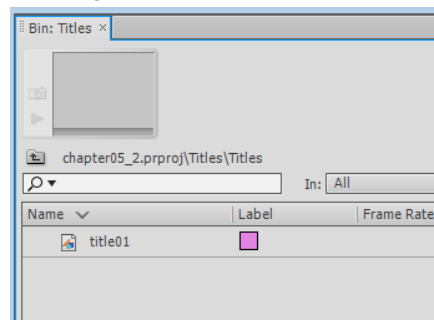 Bin: Titles ×
chapter05_2.prproj\Titles\Titles
In: All
Name Label Frame Rate
title01